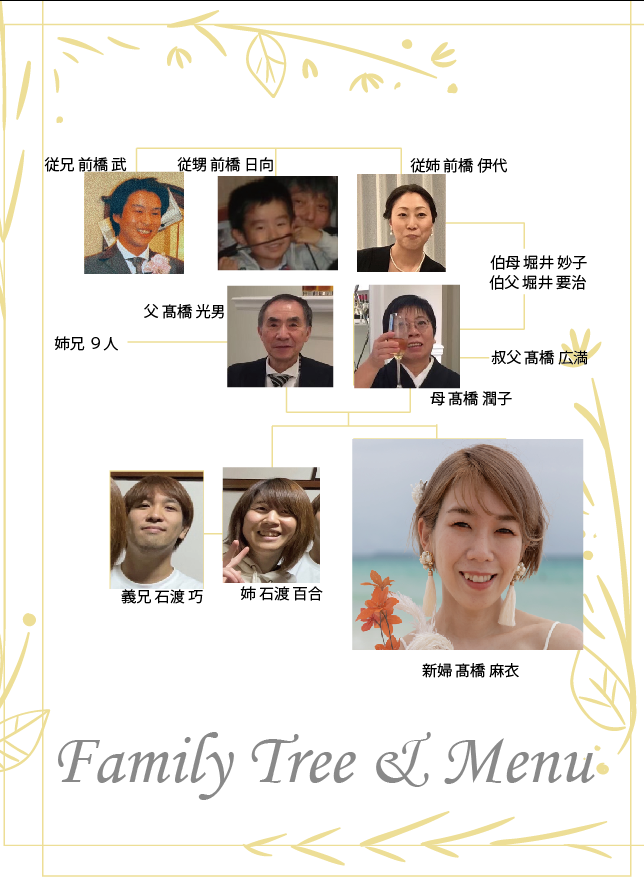 従兄 前橋 武
従甥 前橋 日向
従姉 前橋 伊代
伯母 堀井 妙子
伯父 堀井 要治
父 髙橋 光男
姉兄 9人
叔父 髙橋 広満
母 髙橋 潤子
義兄 石渡 巧
姉 石渡 百合
新婦 髙橋 麻衣
Family Tree & Menu